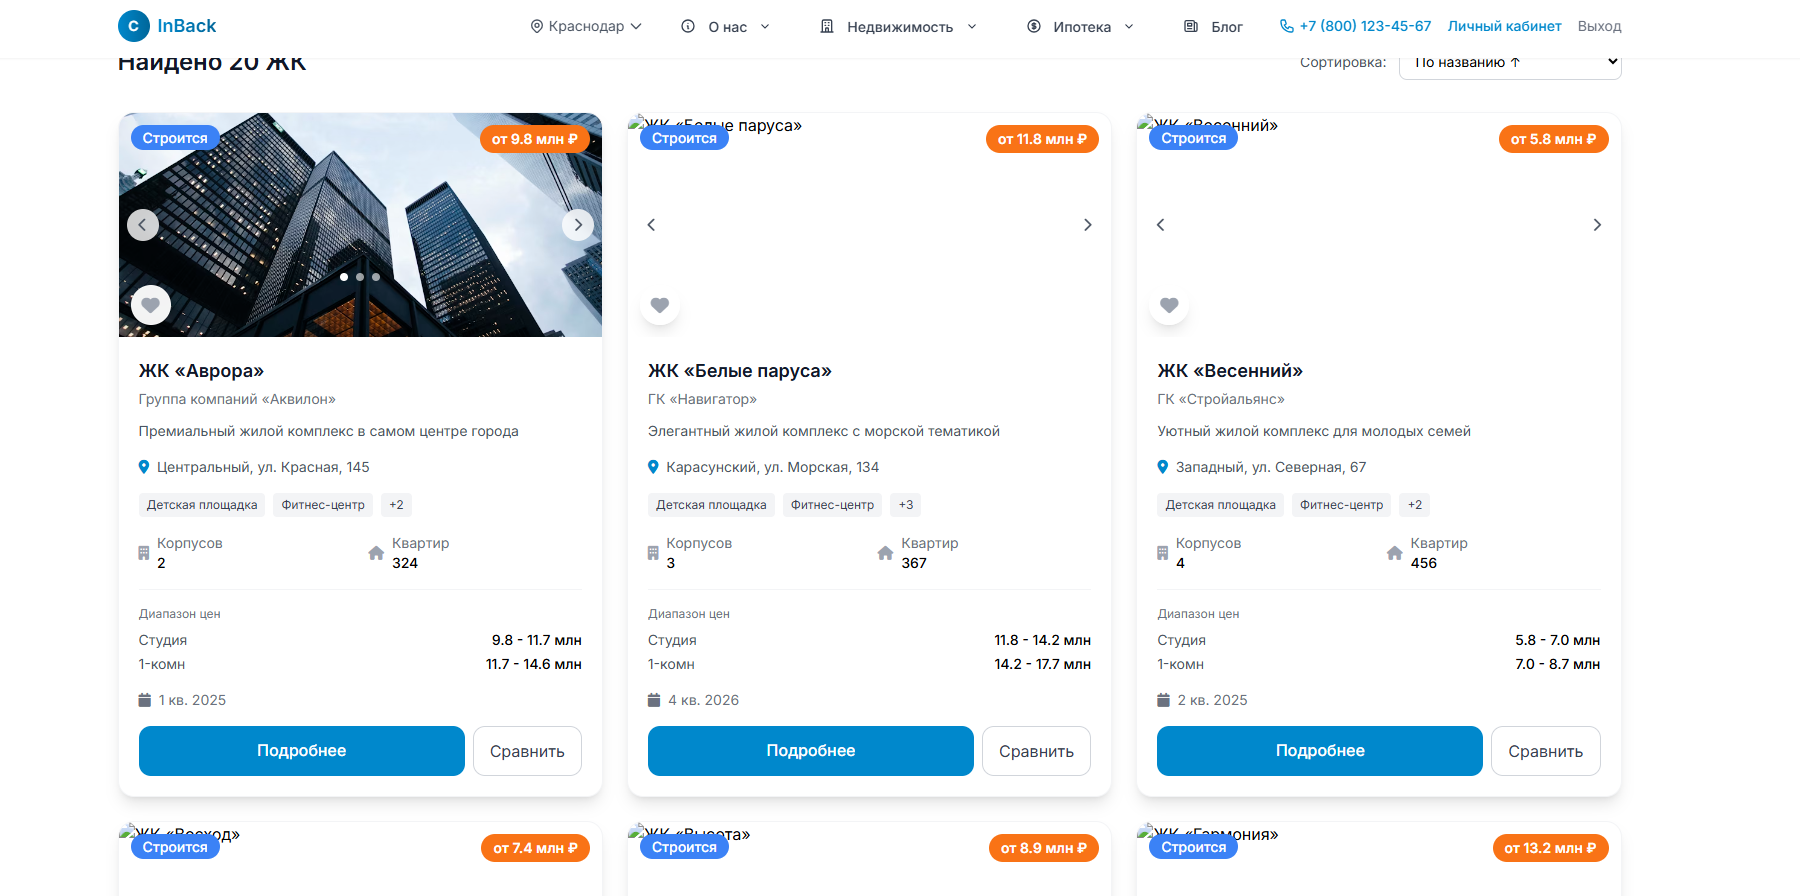 C InBack
Краснодар
О нас
Недвижимость
Ипотека
Блог
+7 (800) 123-45-67
Личный кабинет
Выход
Найдено 20 ЖК
Сортировка:
По названию ↑
Строится
от 9.8 млн ₽
ЖК «Аврора»
Группа компаний «Аквилон»
Премиальный жилой комплекс в самом центре города
Центральный, ул. Красная, 145
Детская площадка
Фитнес-центр
+2
Корпусов
2
Квартир
324
Диапазон цен
Студия 9.8 - 11.7 млн
1-комн 11.7 - 14.6 млн
1 кв. 2025
Подробнее
Сравнить
ЖК «Белые паруса»
Строится
от 11.8 млн ₽
ЖК «Белые паруса»
ГК «Навигатор»
Элегантный жилой комплекс с морской тематикой
Карасунский, ул. Морская, 134
Детская площадка
Фитнес-центр
+3
Корпусов
3
Квартир
367
Диапазон цен
Студия 11.8 - 14.2 млн
1-комн 14.2 - 17.7 млн
4 кв. 2026
Подробнее
Сравнить
ЖК «Весенний»
Строится
от 5.8 млн ₽
ЖК «Весенний»
ГК «Стройальянс»
Уютный жилой комплекс для молодых семей
Западный, ул. Северная, 67
Детская площадка
Фитнес-центр
+2
Корпусов
4
Квартир
456
Диапазон цен
Студия 5.8 - 7.0 млн
1-комн 7.0 - 8.7 млн
2 кв. 2025
Подробнее
Сравнить
ЖК «Восход»
Строится
от 7.4 млн ₽
ЖК «Высота»
Строится
от 8.9 млн ₽
ЖК «Гармония»
Строится
от 13.2 млн ₽